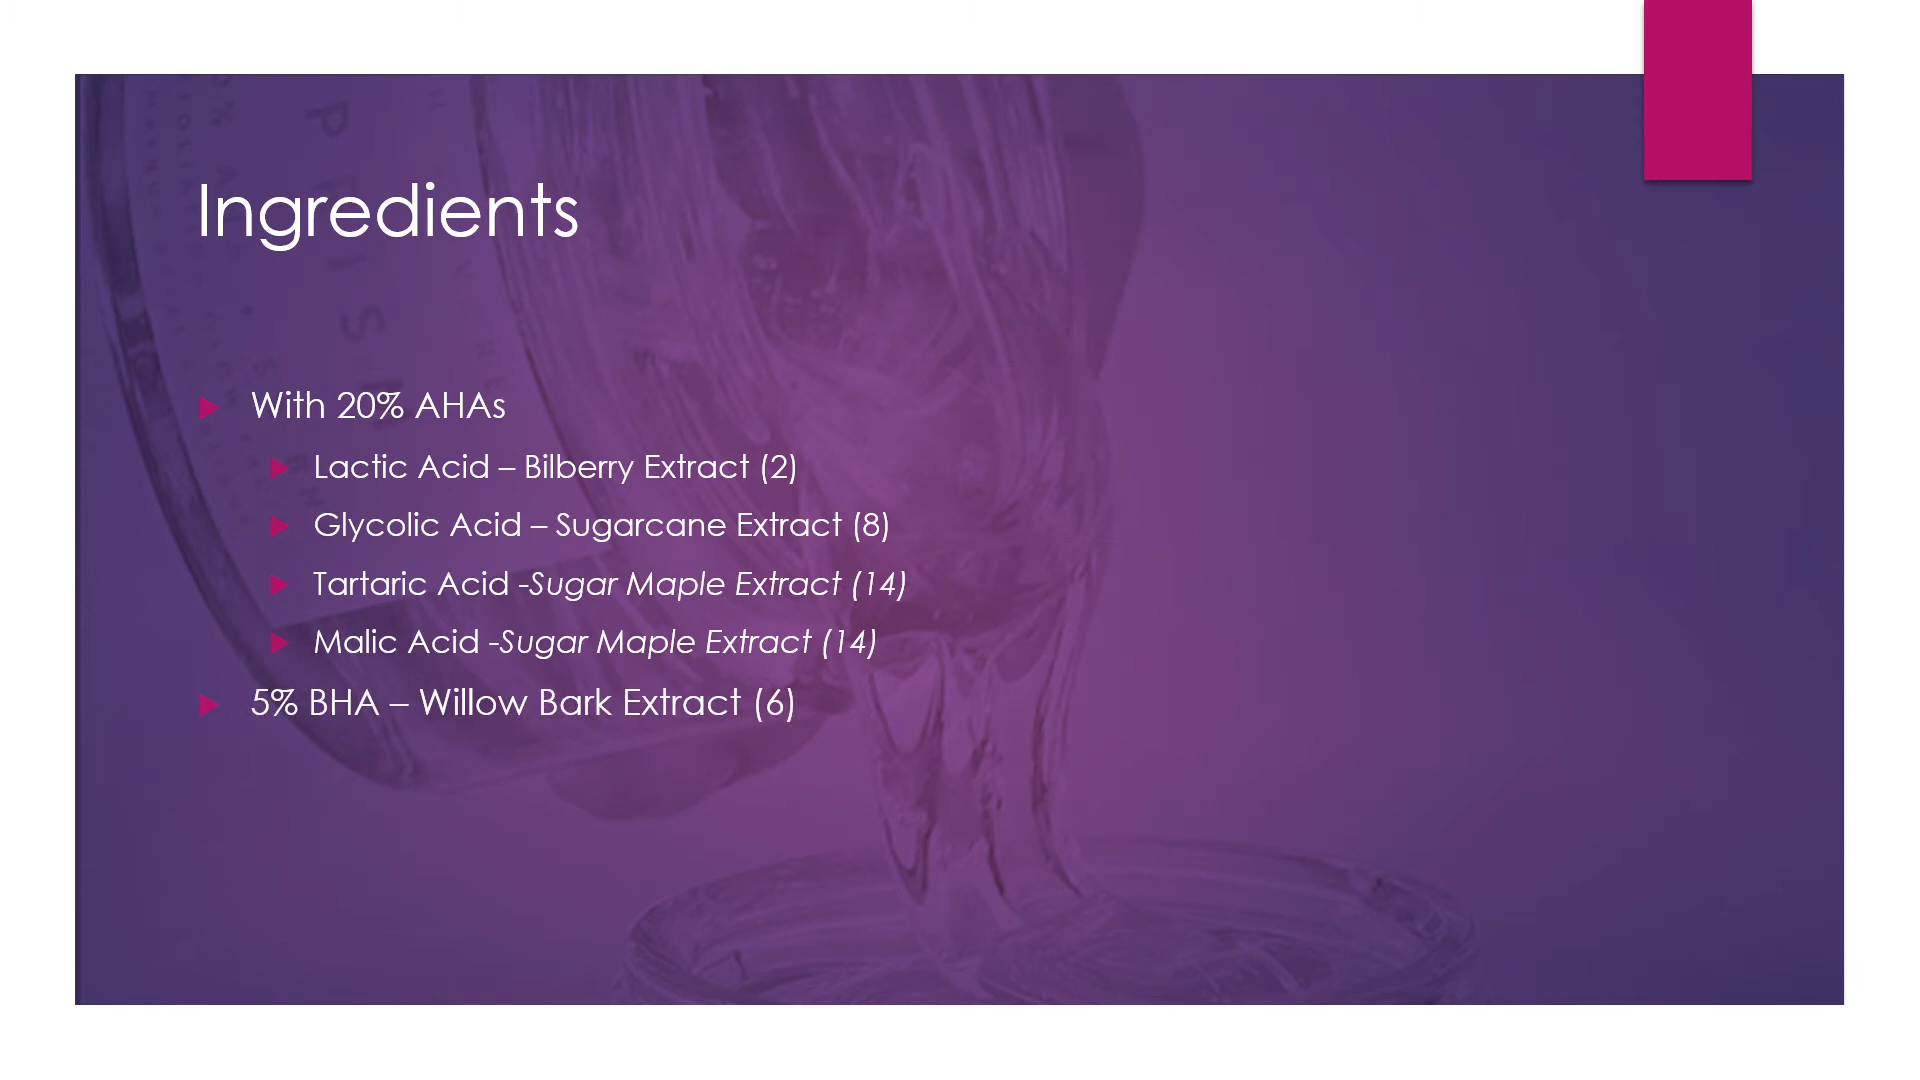 Ingredients
With 20% AHAs
Lactic Acid – Bilberry Extract (2)
Glycolic Acid – Sugarcane Extract (8)
Tartaric Acid -Sugar Maple Extract (14)
Malic Acid -Sugar Maple Extract (14)
5% BHA – Willow Bark Extract (6)